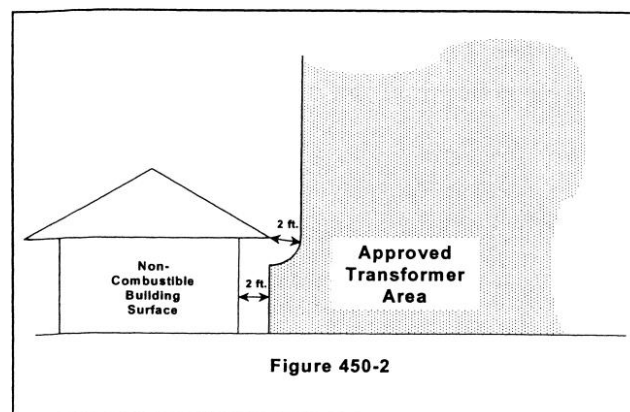 2 ft.
Non-
Combustible
Building
Surface
2 ft.
Approved
Transformer
Area
Figure 450-2